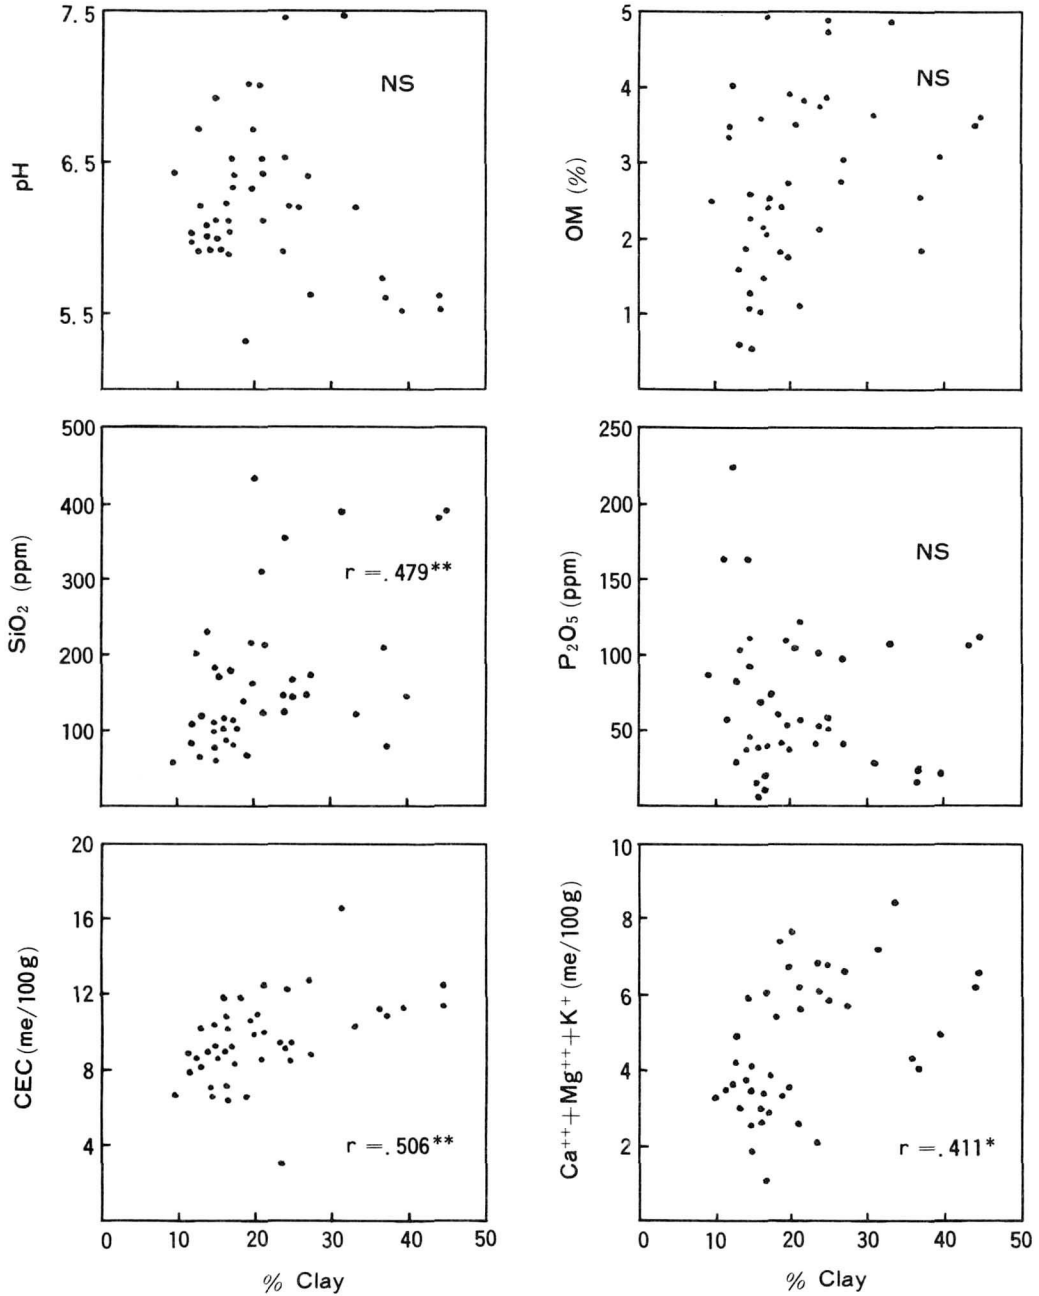 7.5
6.5
5.5
pH
NS
5
4
3
2
1
OM (%)
NS
500
400
300
200
100
SiO₂ (ppm)
r =.479**
250
200
150
100
50
P₂O₅ (ppm)
NS
20
16
12
8
4
CEC (me/100g)
r =.506**
0 10 20 30 40 50
% Clay
10
8
6
4
2
Ca⁺⁺+Mg⁺⁺+K⁺ (me/100g)
r =.411*
0 10 20 30 40 50
% Clay